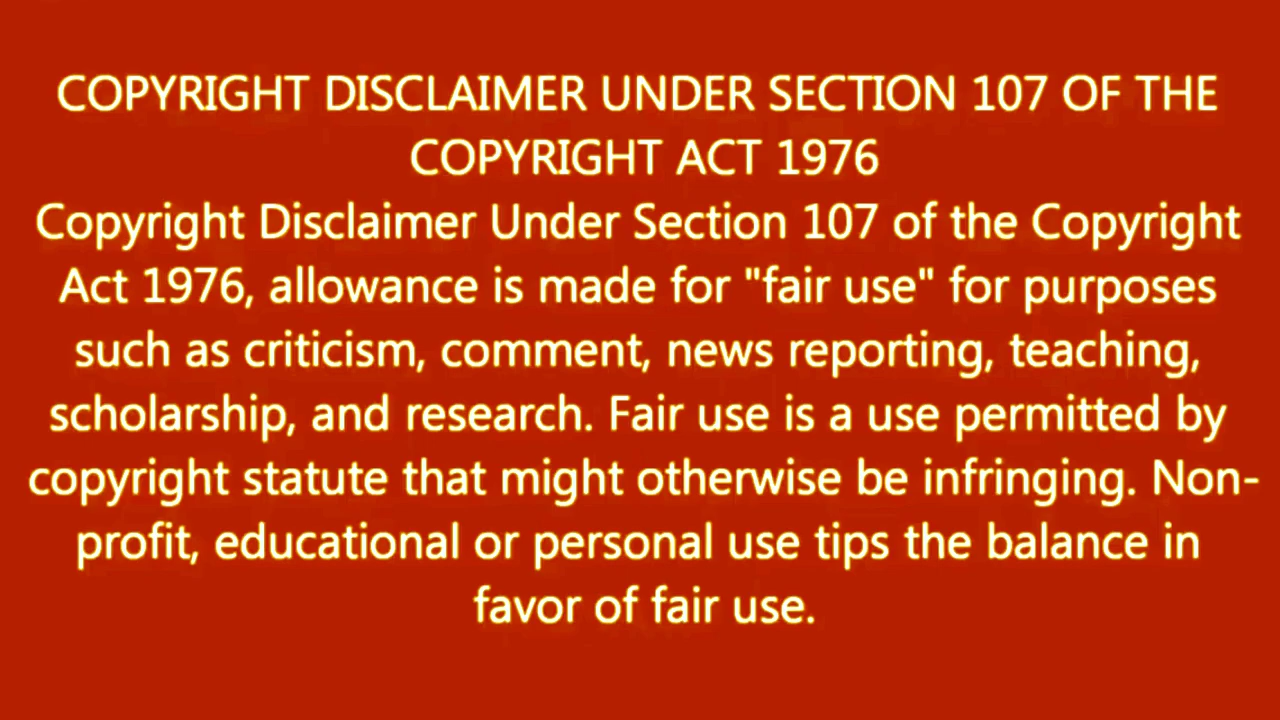 COPYRIGHT DISCLAIMER UNDER SECTION 107 OF THE
COPYRIGHT ACT 1976
Copyright Disclaimer Under Section 107 of the Copyright
Act 1976, allowance is made for "fair use" for purposes
such as criticism, comment, news reporting, teaching,
scholarship, and research. Fair use is a use permitted by
copyright statute that might otherwise be infringing. Non-
profit, educational or personal use tips the balance in
favor of fair use.